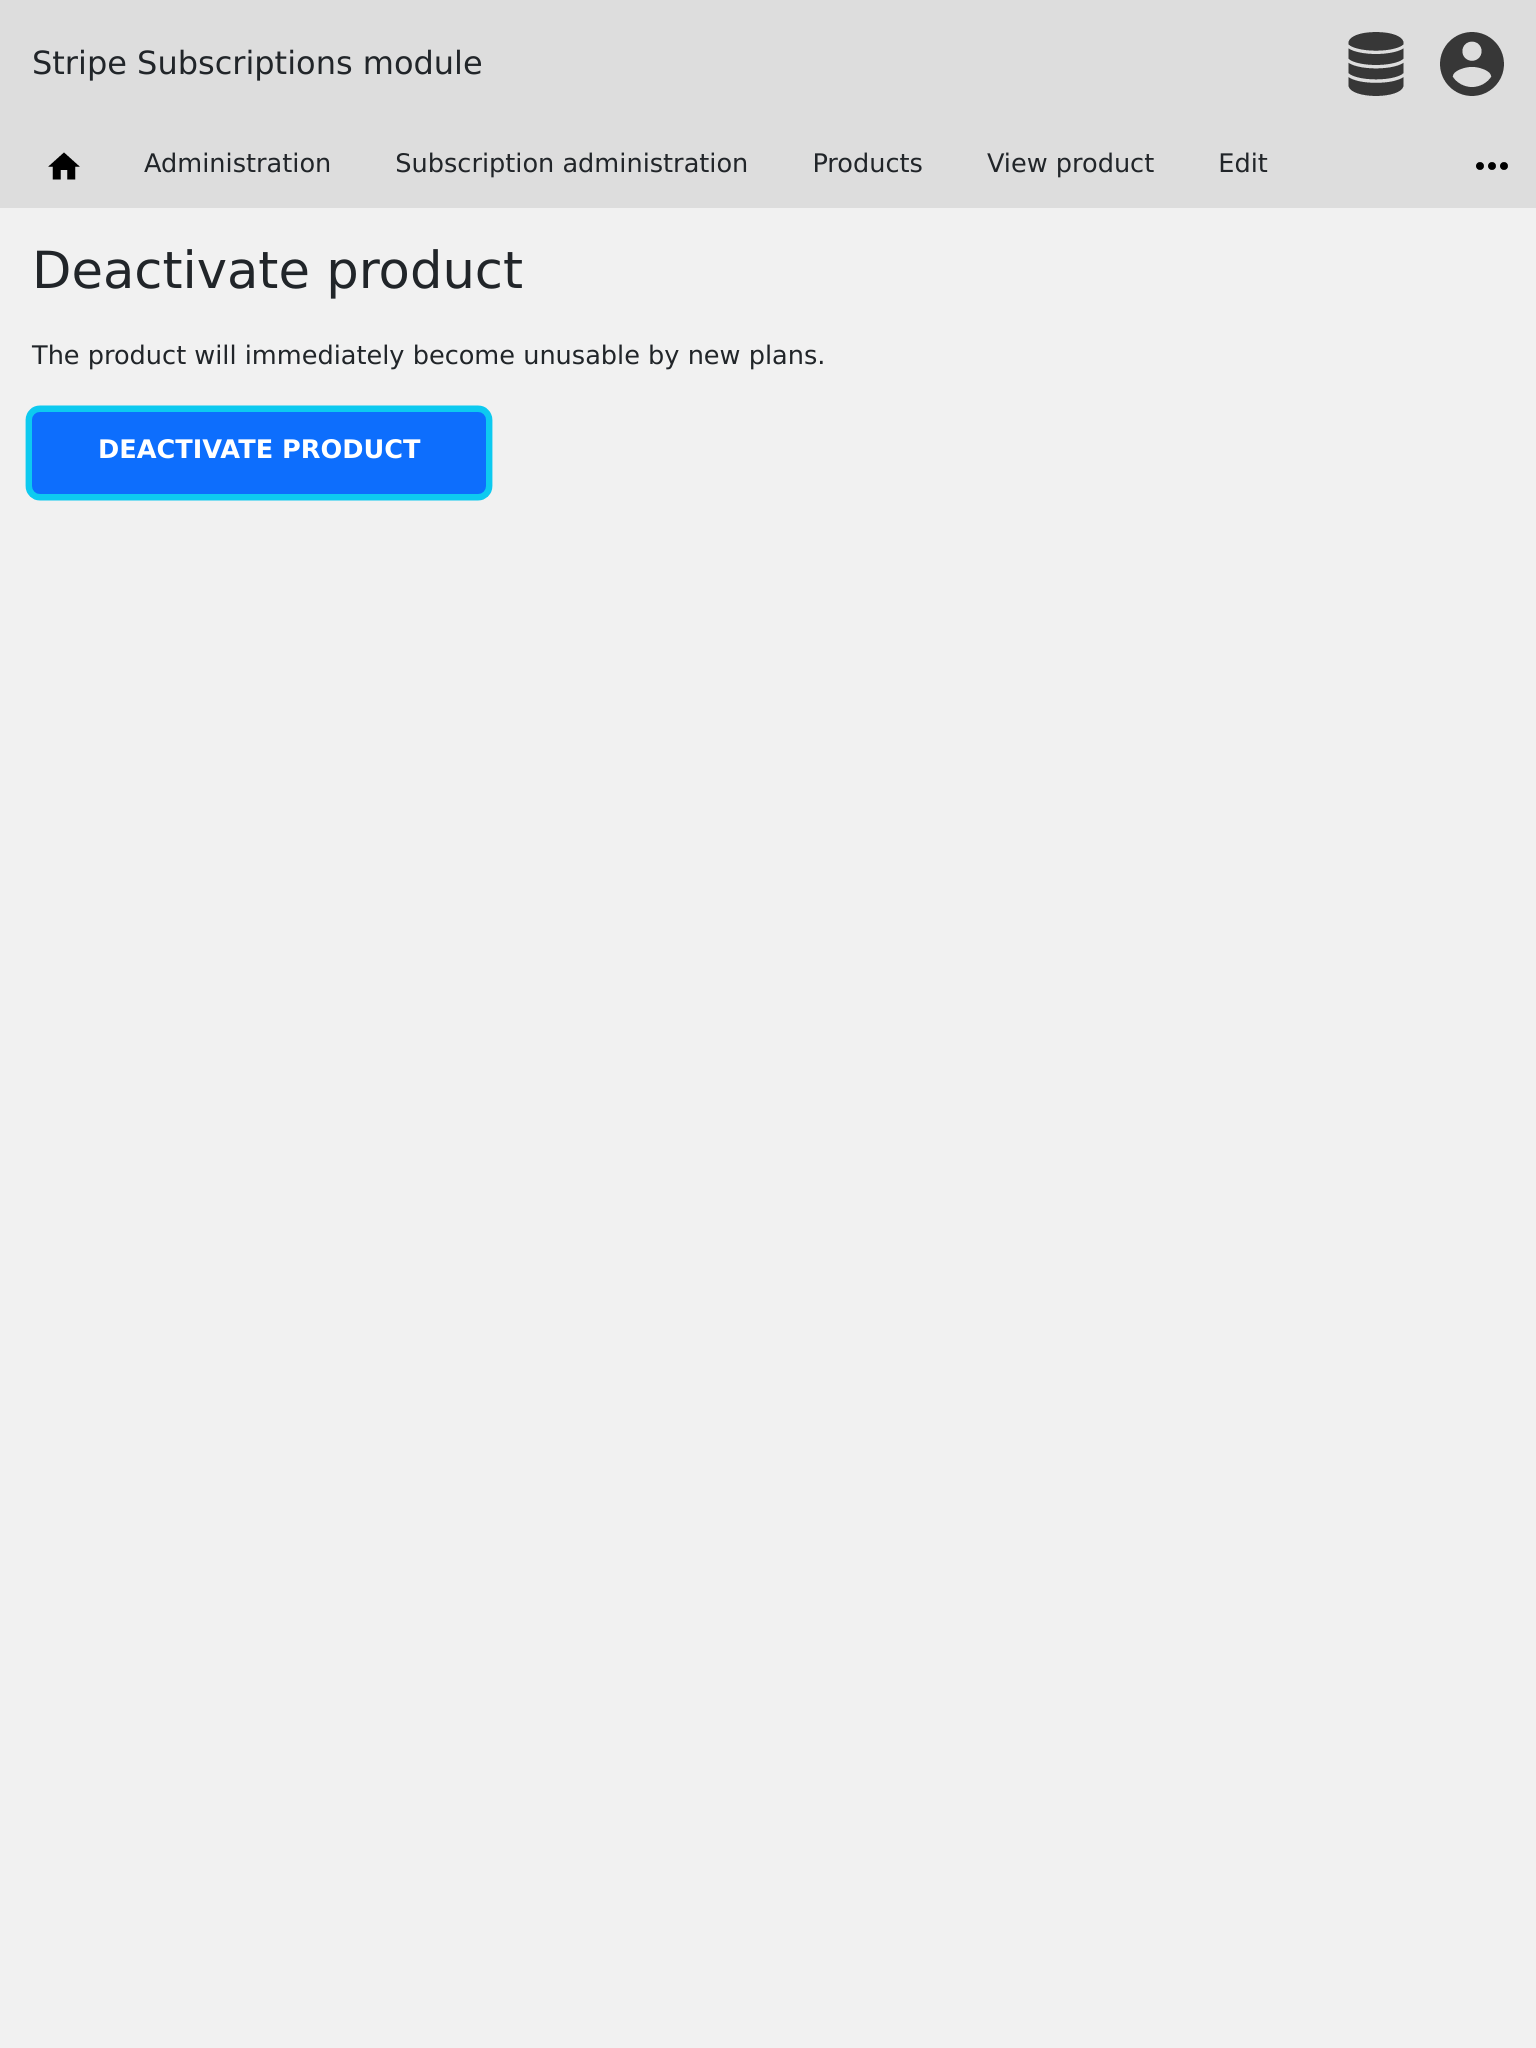 Stripe Subscriptions module
Administration Subscription administration Products View product Edit
Deactivate product
The product will immediately become unusable by new plans.
DEACTIVATE PRODUCT